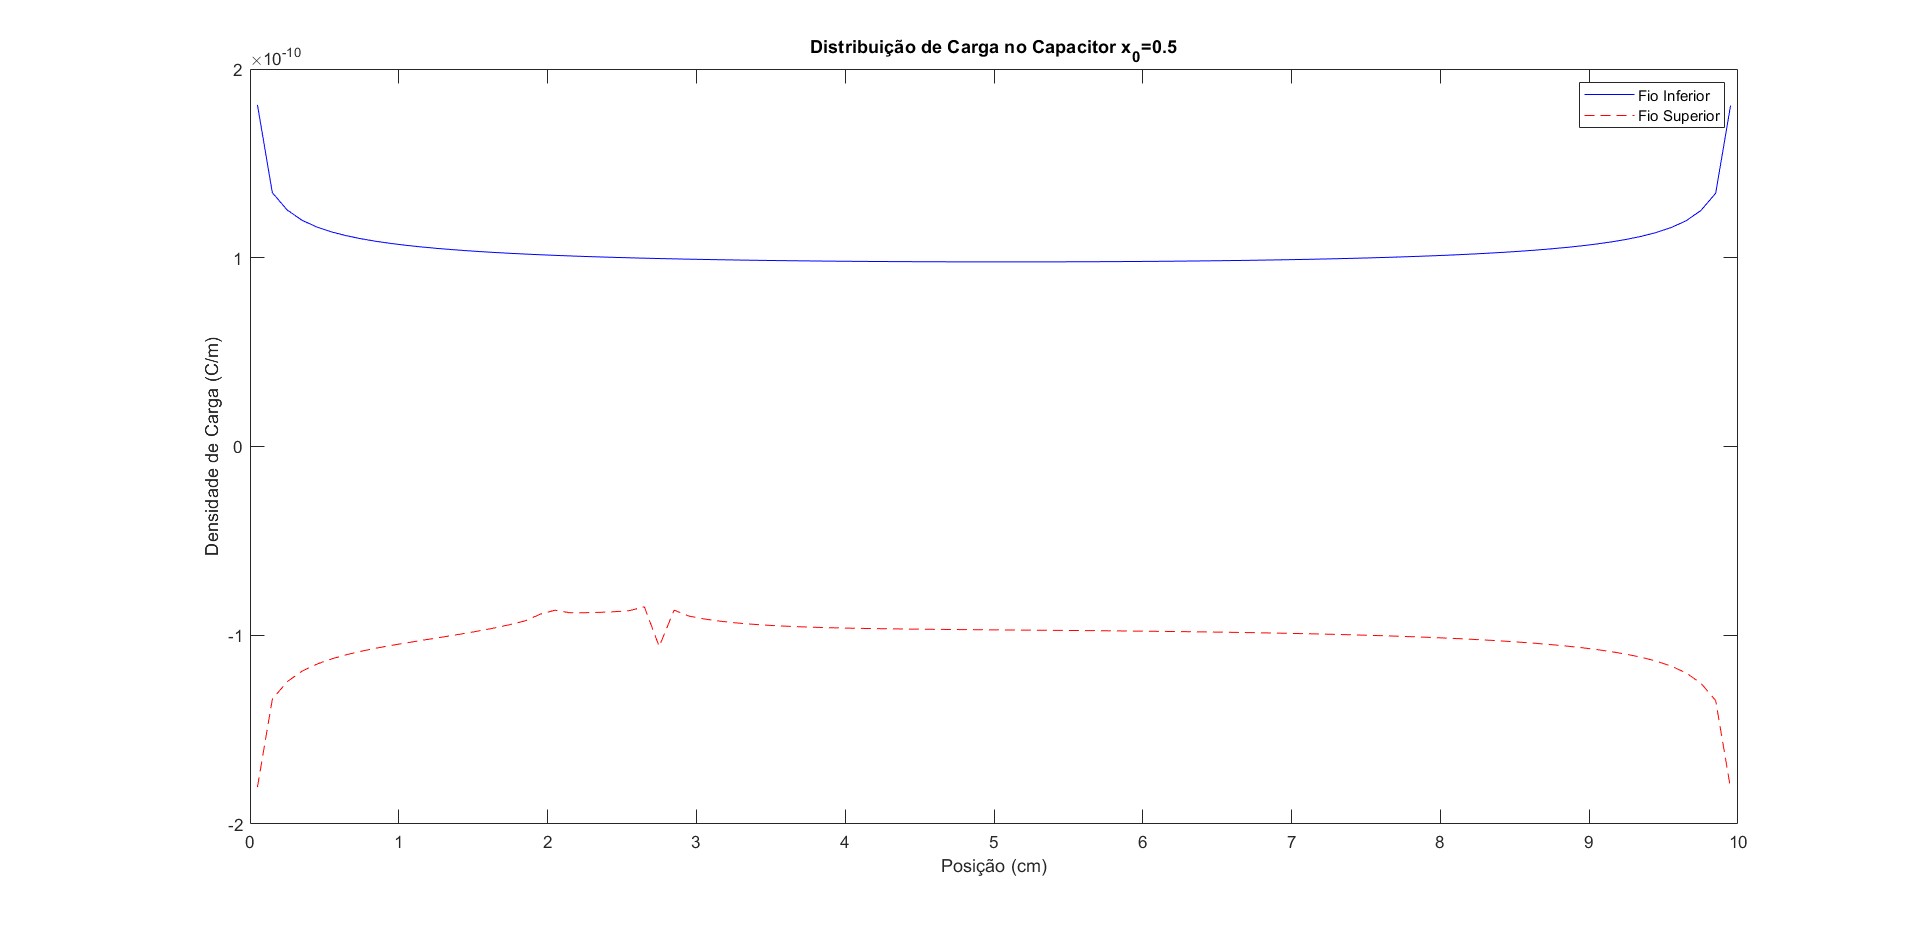 Distribuição de Carga no Capacitor x0=0.5
×10-10
Fio Inferior
Fio Superior
Densidade de Carga (C/m)
2
1
0
-1
-2
0 1 2 3 4 5 6 7 8 9 10
Posição (cm)